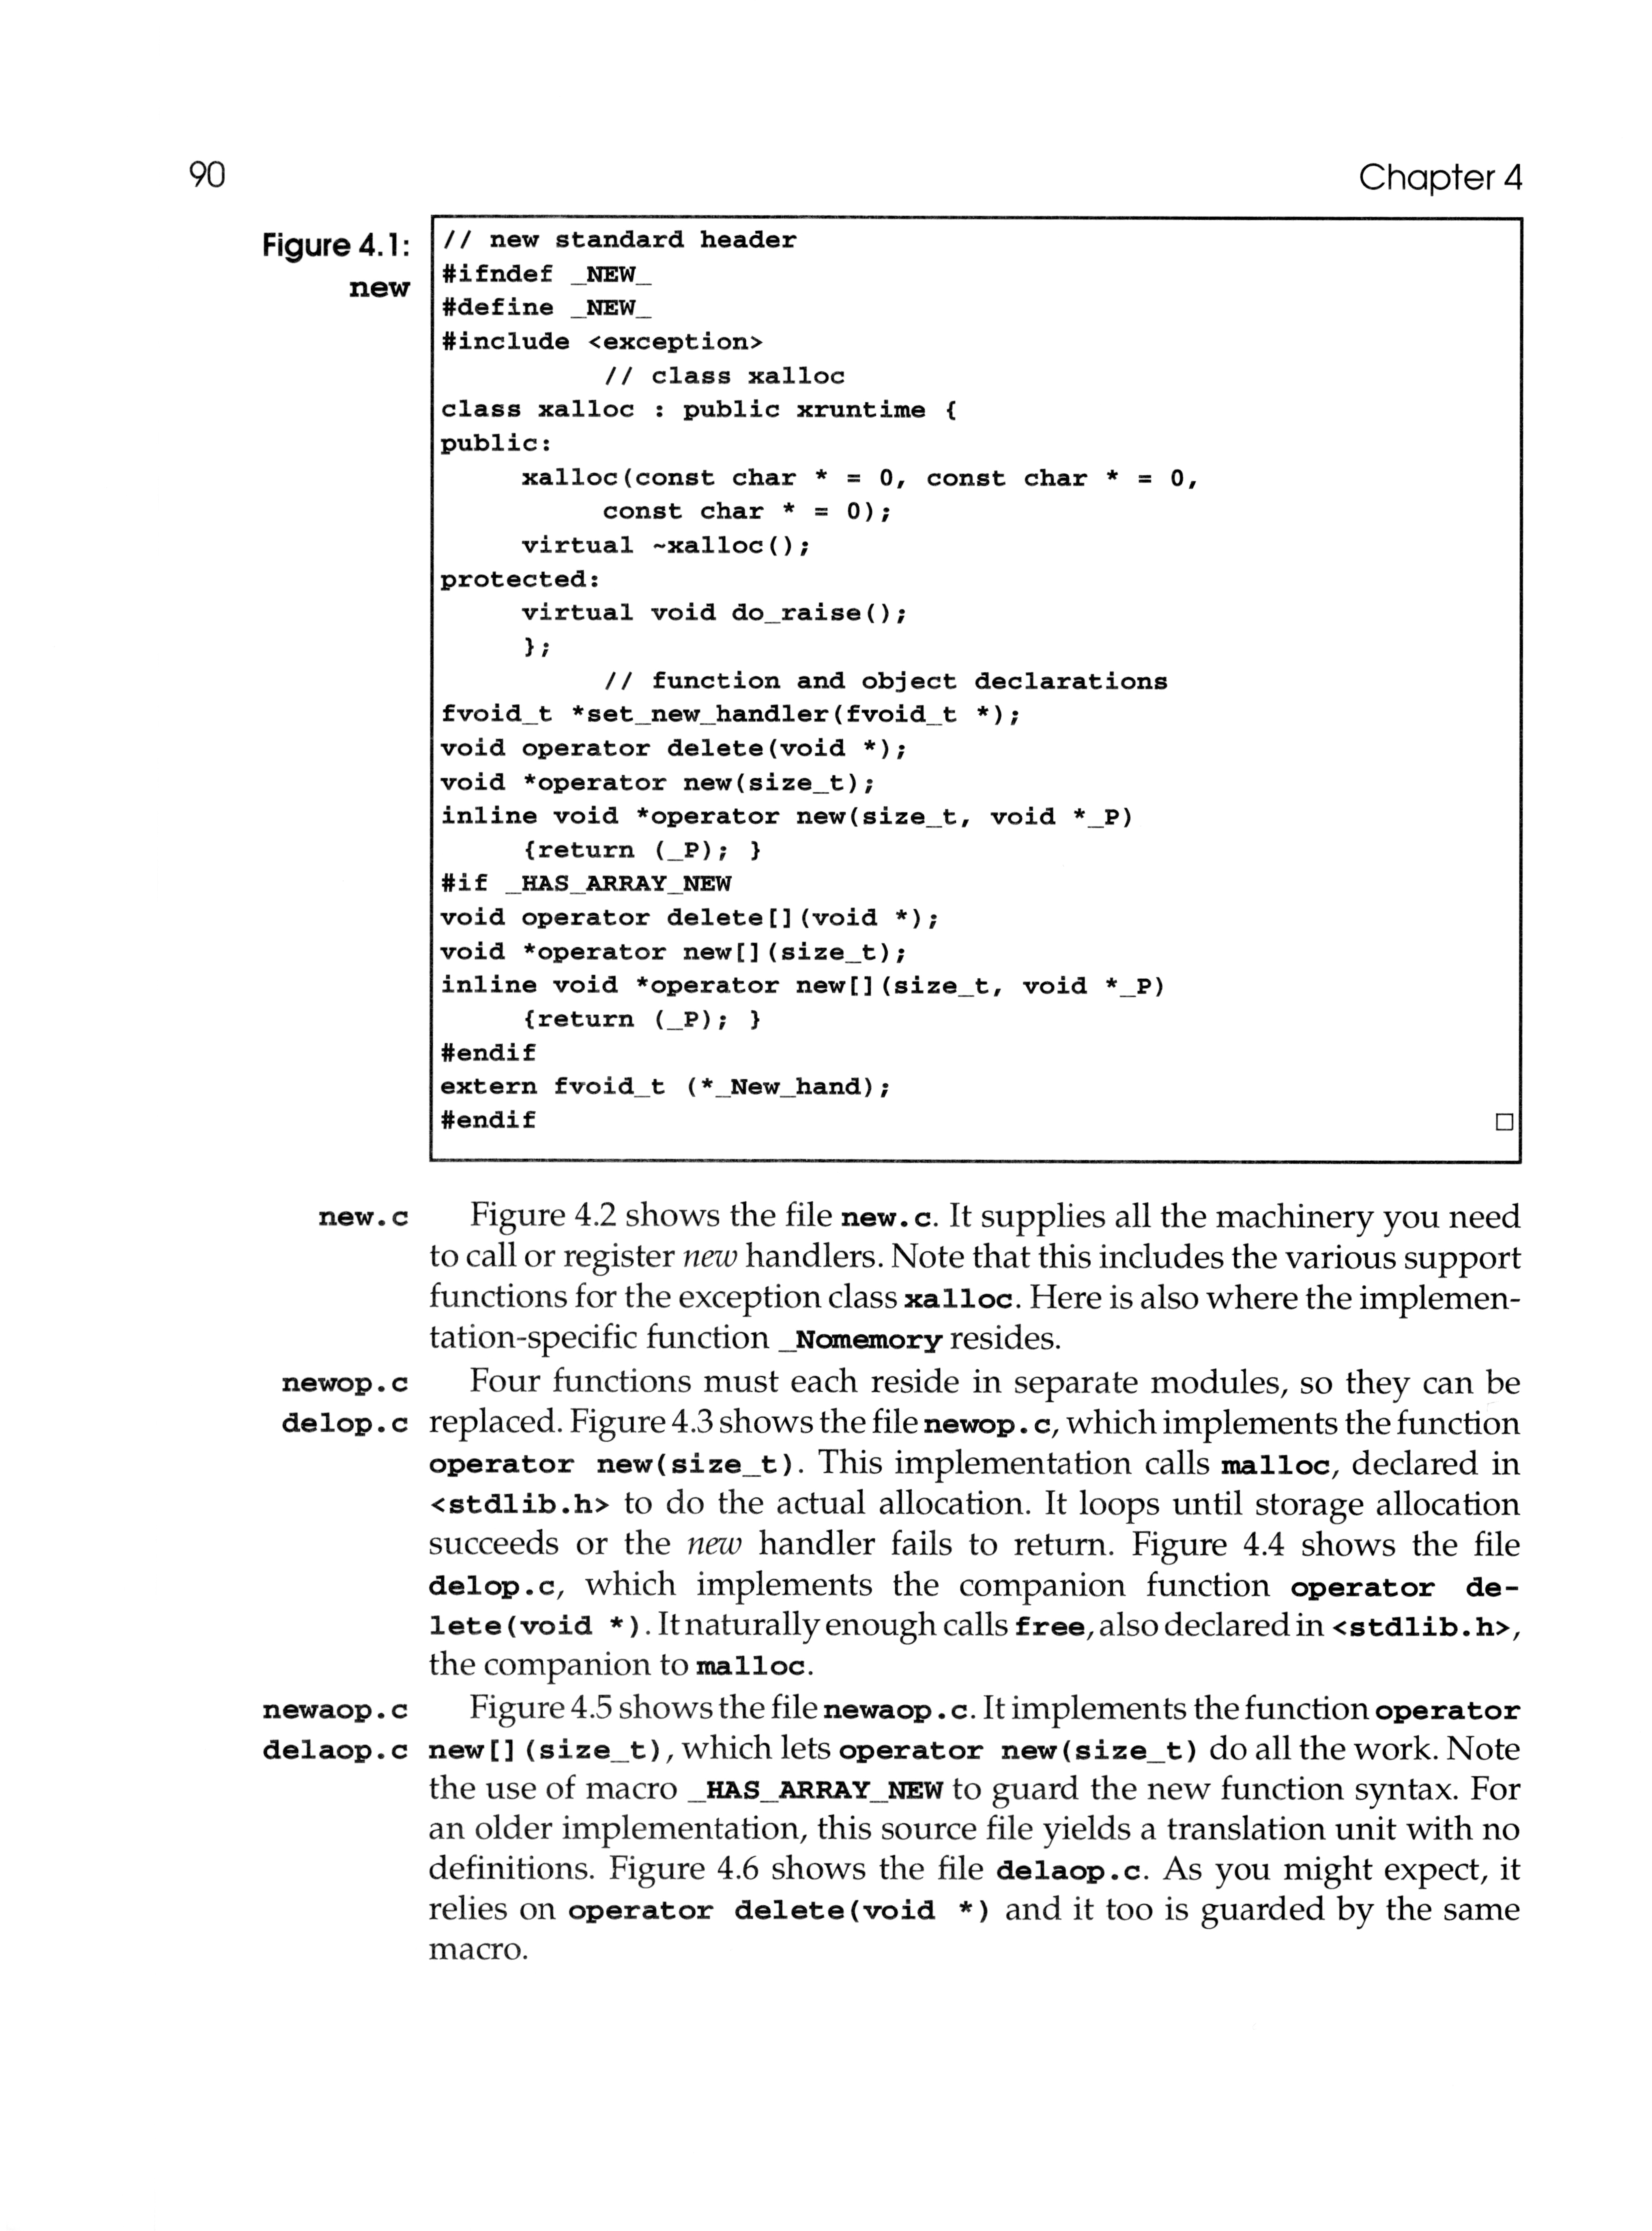 90
Chapter 4
Figure 4.1:
new
// new standard header
#ifndef _NEW_
#define _NEW_
#include <exception>
// class xalloc
class xalloc : public xruntime {
public:
xalloc(const char * = 0, const char * = 0,
const char * = 0);
virtual ~xalloc();
protected:
virtual void do_raise();
};
// function and object declarations
fvoid_t *set_new_handler(fvoid_t *);
void operator delete(void *);
void *operator new(size_t);
inline void *operator new(size_t, void *_P)
{return (_P); }
#if _HAS_ARRAY_NEW
void operator delete[](void *);
void *operator new[](size_t);
inline void *operator new[](size_t, void *_P)
{return (_P); }
#endif
extern fvoid_t (*_New_hand);
#endif
new.c Figure 4.2 shows the file new.c. It supplies all the machinery you need
to call or register new handlers. Note that this includes the various support
functions for the exception class xalloc. Here is also where the implemen-
tation-specific function _Nomemory resides.
newop.c Four functions must each reside in separate modules, so they can be
delop.c replaced. Figure 4.3 shows the file newop.c, which implements the function
operator new(size_t). This implementation calls malloc, declared in
<stdlib.h> to do the actual allocation. It loops until storage allocation
succeeds or the new handler fails to return. Figure 4.4 shows the file
delop.c, which implements the companion function operator de-
lete(void *). It naturally enough calls free, also declared in <stdlib.h>,
the companion to malloc.
newaop.c Figure 4.5 shows the file newaop.c. It implements the function operator
delaop.c new[](size_t), which lets operator new(size_t) do all the work. Note
the use of macro _HAS_ARRAY_NEW to guard the new function syntax. For
an older implementation, this source file yields a translation unit with no
definitions. Figure 4.6 shows the file delaop.c. As you might expect, it
relies on operator delete(void *) and it too is guarded by the same
macro.